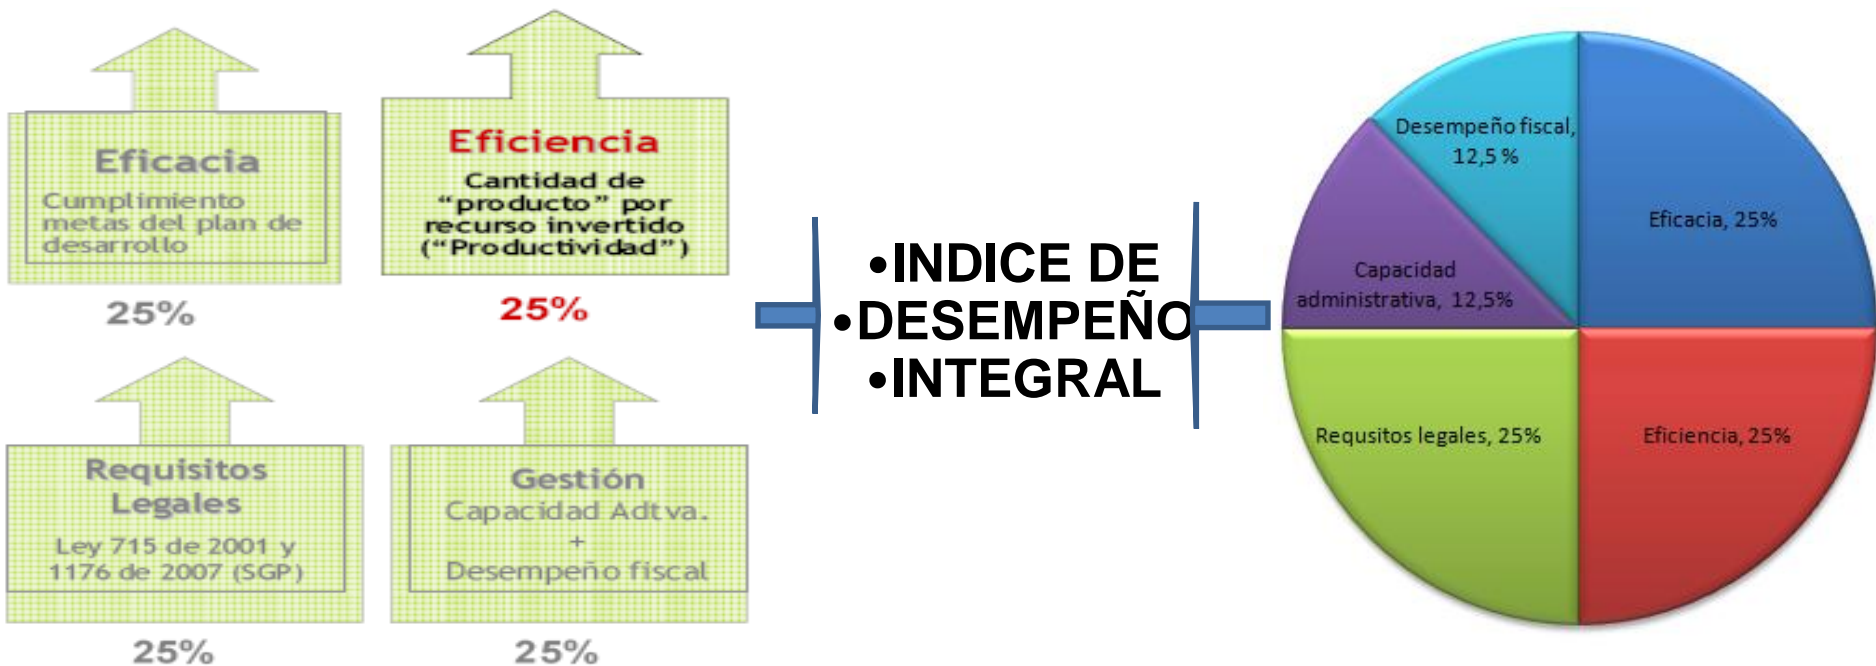 Eficacia
Cumplimiento
metas del plan de
desarrollo
25%
Eficiencia
Cantidad de
“producto” por
recurso invertido
(“Productividad”)
25%
Requisitos
Legales
Ley 715 de 2001 y
1176 de 2007 (SGP)
25%
Gestión
Capacidad Adtva.
+
Desempeño fiscal
25%
•INDICE DE
•DESEMPEÑO
•INTEGRAL
Desempeño fiscal,
12,5 %
Eficacia, 25%
Capacidad
administrativa, 12,5%
Requsitos legales, 25%
Eficiencia, 25%